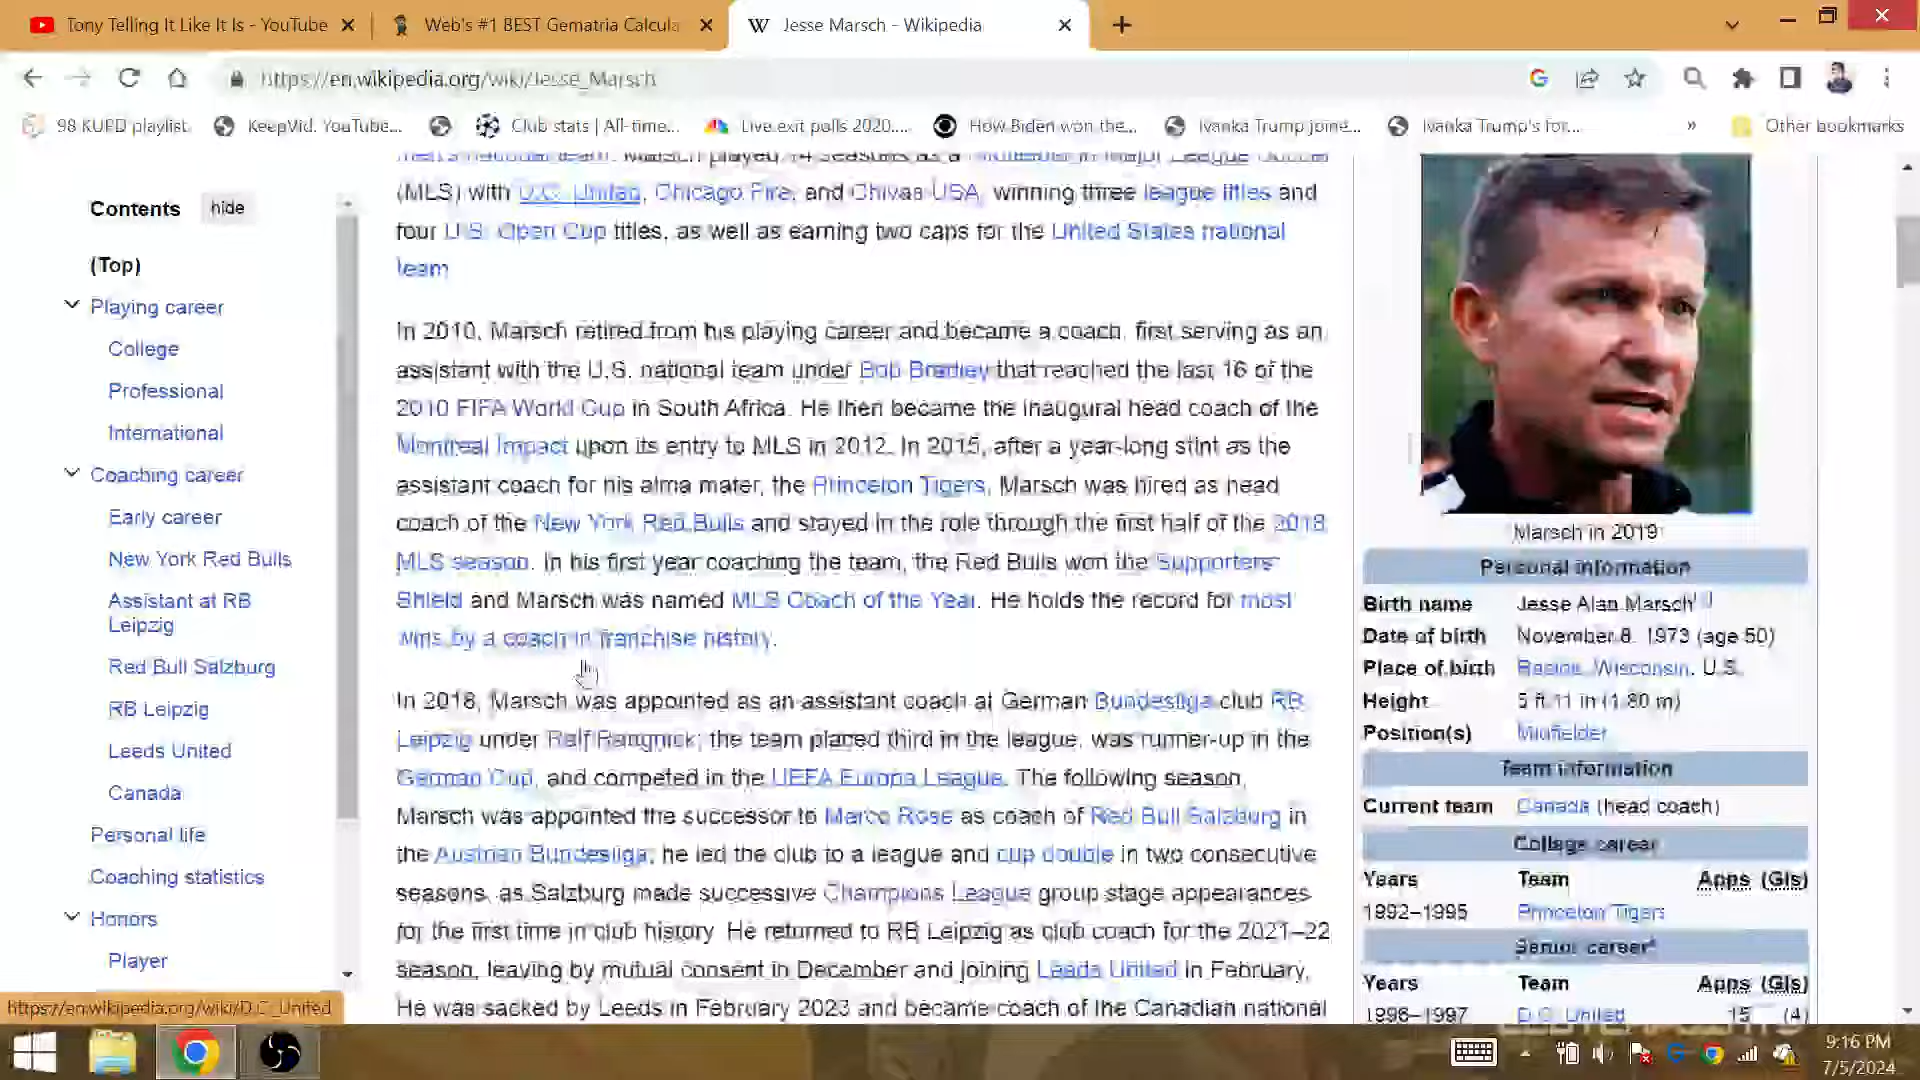 Tony Telling It Like It Is - YouTube
Web's #1 BEST Gematria Calcula
Jesse Marsch - Wikipedia
https://en.wikipedia.org/wiki/Jesse_Marsch
98 KUPD playlist
KeepVid. YouTube...
Club stats | All-time...
Live exit polls 2020....
How Biden won the...
Ivanka Trump joine...
Ivanka Trump's for...
»
Other bookmarks
Contents
hide
(Top)
Playing career
College
Professional
International
Coaching career
Early career
New York Red Bulls
Assistant at RB
Leipzig
Red Bull Salzburg
RB Leipzig
Leeds United
Canada
Personal life
Coaching statistics
Honors
Player
men's national team. Marsch played 14 seasons as a midfielder in Major League Soccer
(MLS) with D.C. United, Chicago Fire, and Chivas USA, winning three league titles and
four U.S. Open Cup titles, as well as earning two caps for the United States national
team
In 2010, Marsch retired from his playing career and became a coach, first serving as an
assistant with the U.S. national team under Bob Bradley that reached the last 16 of the
2010 FIFA World Cup in South Africa. He then became the inaugural head coach of the
Montreal Impact upon its entry to MLS in 2012. In 2015, after a year-long stint as the
assistant coach for his alma mater, the Princeton Tigers, Marsch was hired as head
coach of the New York Red Bulls and stayed in the role through the first half of the 2018
MLS season. In his first year coaching the team, the Red Bulls won the Supporters'
Shield and Marsch was named MLS Coach of the Year. He holds the record for most
wins by a coach in franchise history.
In 2018, Marsch was appointed as an assistant coach at German Bundesliga club RB
Leipzig under Ralf Rangnick; the team placed third in the league, was runner-up in the
German Cup, and competed in the UEFA Europa League. The following season,
Marsch was appointed the successor to Marco Rose as coach of Red Bull Salzburg in
the Austrian Bundesliga; he led the club to a league and cup double in two consecutive
seasons, as Salzburg made successive Champions League group stage appearances
for the first time in club history. He returned to RB Leipzig as club coach for the 2021–22
season, leaving by mutual consent in December and joining Leeds United in February.
He was sacked by Leeds in February 2023 and became coach of the Canadian national
Marsch in 2019
Personal information
Birth name Jesse Alan Marsch
Date of birth November 8, 1973 (age 50)
Place of birth Racine, Wisconsin, U.S.
Height 5 ft 11 in (1.80 m)
Position(s) Midfielder
Team information
Current team Canada (head coach)
College career
Years Team Apps (Gls)
1992–1995 Princeton Tigers
Senior career*
Years Team Apps (Gls)
1996–1997 D.C. United 15 (4)
https://en.wikipedia.org/wiki/D.C._United
9:16 PM
7/5/2024